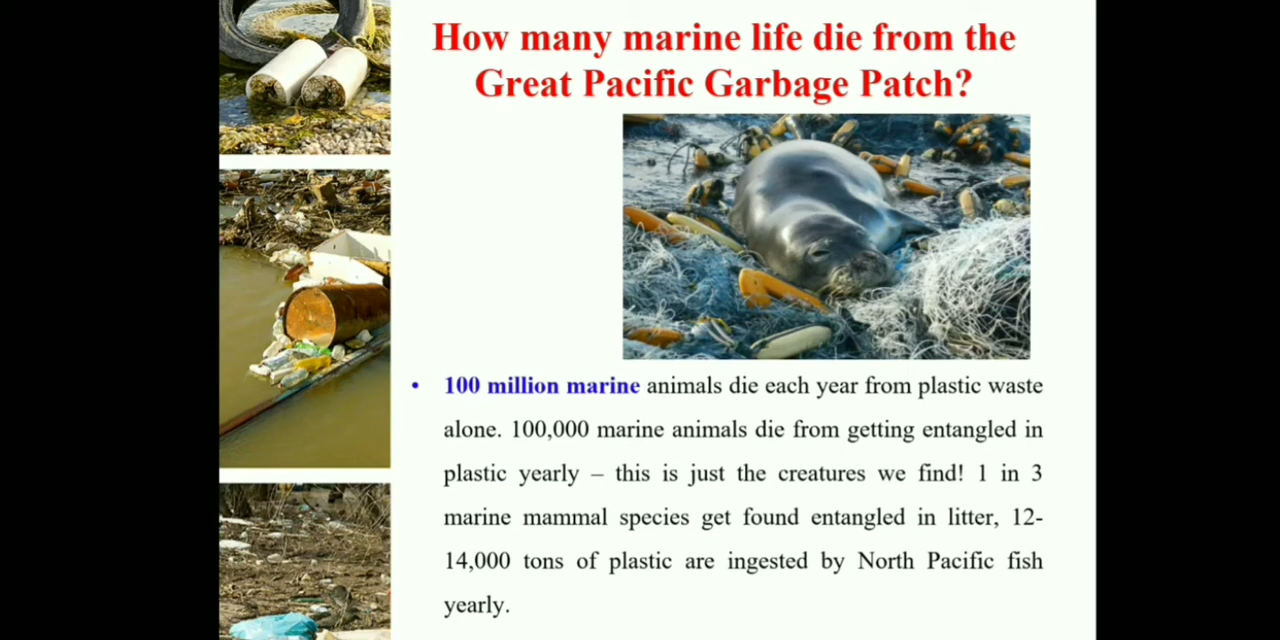 How many marine life die from the
Great Pacific Garbage Patch?
• 100 million marine animals die each year from plastic waste
alone. 100,000 marine animals die from getting entangled in
plastic yearly – this is just the creatures we find! 1 in 3
marine mammal species get found entangled in litter, 12-
14,000 tons of plastic are ingested by North Pacific fish
yearly.